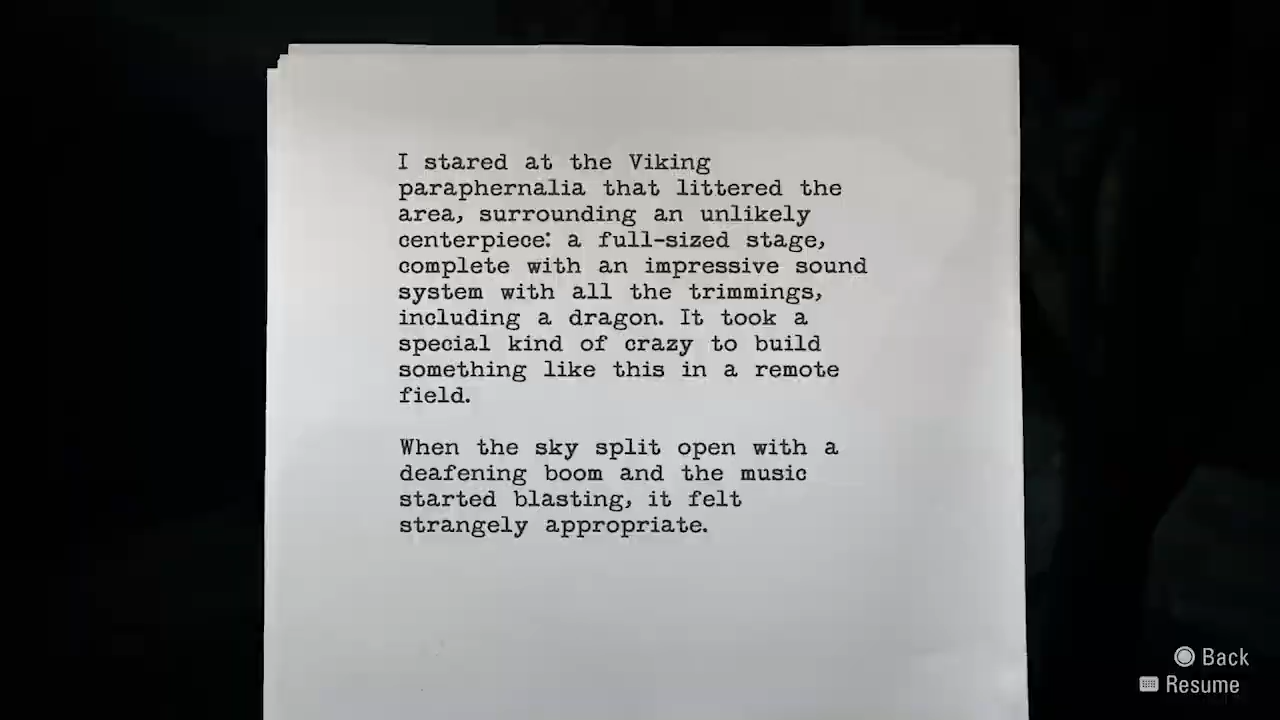 I stared at the Viking
paraphernalia that littered the
area, surrounding an unlikely
centerpiece: a full-sized stage,
complete with an impressive sound
system with all the trimmings,
including a dragon. It took a
special kind of crazy to build
something like this in a remote
field.
When the sky split open with a
deafening boom and the music
started blasting, it felt
strangely appropriate.
Back
Resume